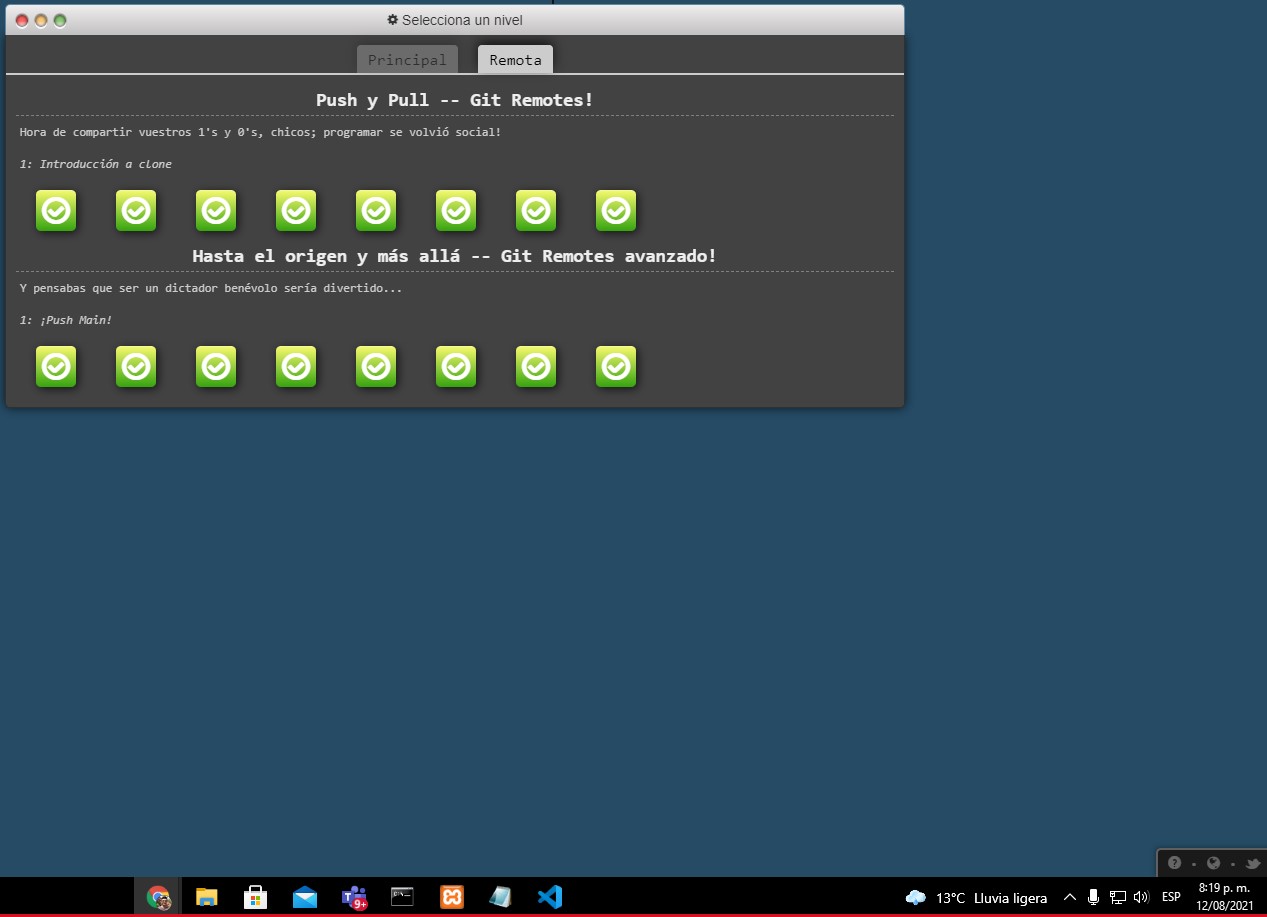 Selecciona un nivel
Principal
Remota
Push y Pull -- Git Remotes!
Hora de compartir vuestros 1's y 0's, chicos; programar se volvió social!
1: Introducción a clone
Hasta el origen y más allá -- Git Remotes avanzado!
Y pensabas que ser un dictador benévolo sería divertido...
1: ¡Push Main!
?
9+
13°C Lluvia ligera
ESP
8:19 p. m.
12/08/2021